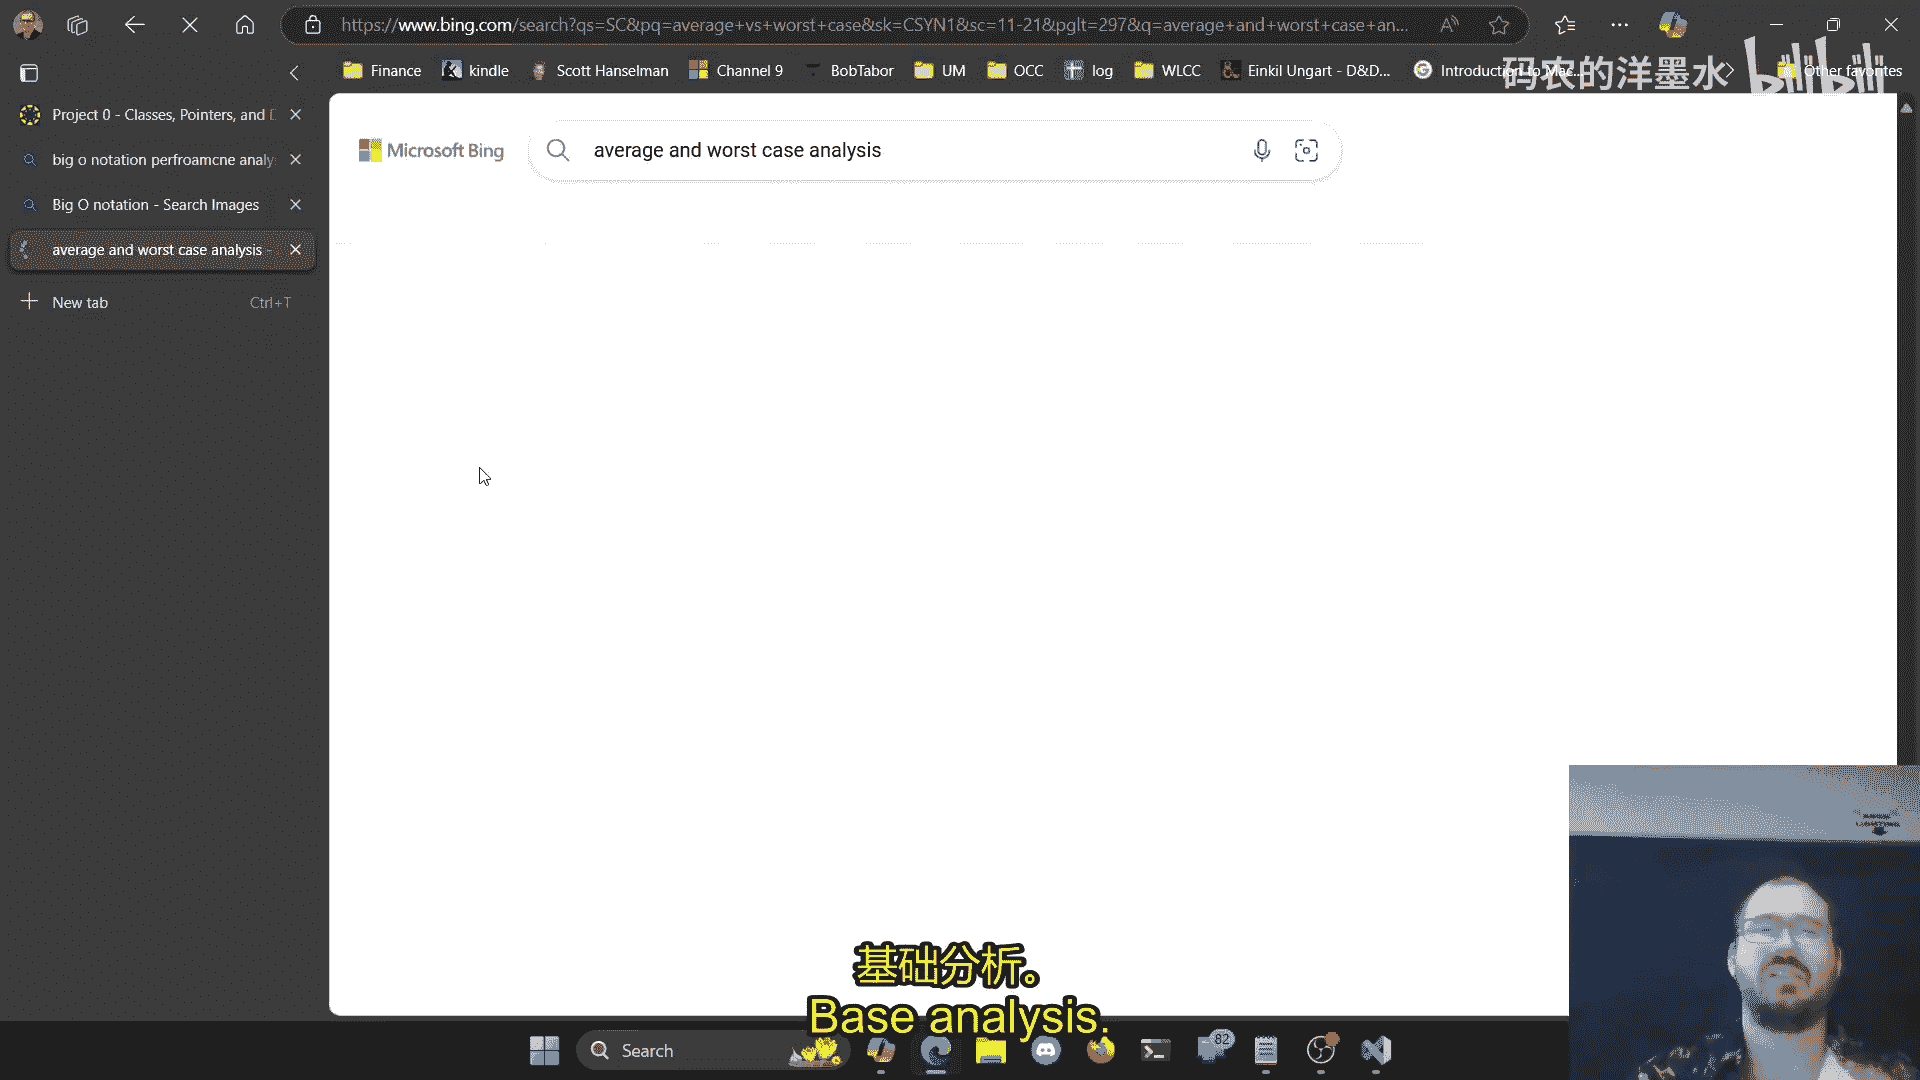 https://www.bing.com/search?qs=SC&pq=average+vs+worst+case&sk=CSYN1&sc=11-21&pglt=297&q=average+and+worst+case+an...
Finance
kindle
Scott Hanselman
Channel 9
BobTabor
UM
OCC
log
WLCC
Einkil Ungart - D&D...
Introduction to Mac...
Other favorites
码农的洋墨水
bilibili
Project 0 - Classes, Pointers, and
big o notation perfroamcne analy
Big O notation - Search Images
average and worst case analysis -
New tab
Ctrl+T
Microsoft Bing
average and worst case analysis
基础分析。
Base analysis.
Search
82